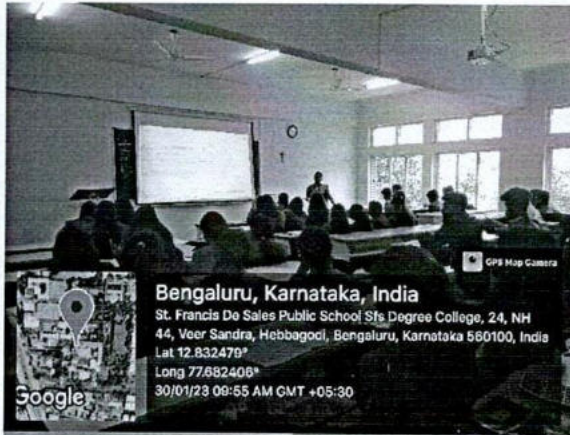 GPS Map Camera
Bengaluru, Karnataka, India
St. Francis De Sales Public School Sfs Degree College, 24, NH
44, Veer Sandra, Hebbagodi, Bengaluru, Karnataka 560100, India
Lat 12.832479°
Long 77.682406°
30/01/23 09:55 AM GMT +05:30
Google